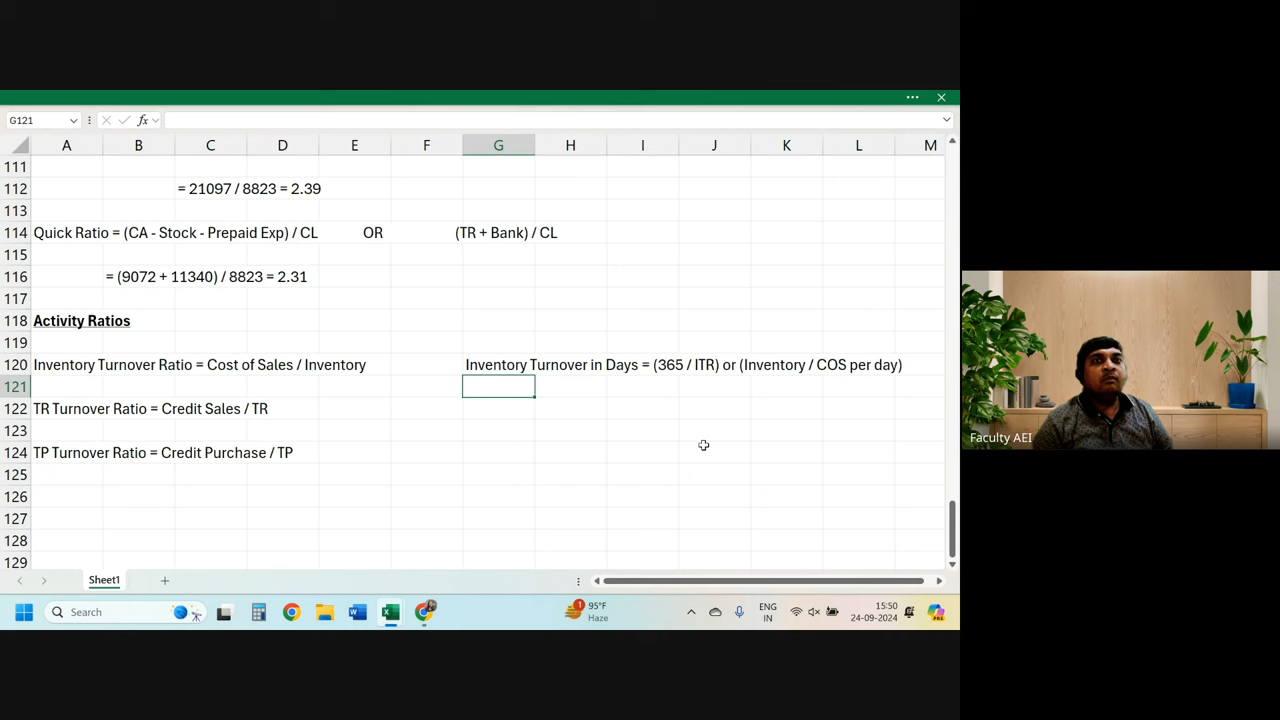 G121
fx
A B C D E F G H I J K L M
111
112 = 21097 / 8823 = 2.39
113
114 Quick Ratio = (CA - Stock - Prepaid Exp) / CL OR (TR + Bank) / CL
115
116 = (9072 + 11340) / 8823 = 2.31
117
118 Activity Ratios
119
120 Inventory Turnover Ratio = Cost of Sales / Inventory Inventory Turnover in Days = (365 / ITR) or (Inventory / COS per day)
121
122 TR Turnover Ratio = Credit Sales / TR
123
124 TP Turnover Ratio = Credit Purchase / TP
125
126
127
128
129
Faculty AEI
Sheet1
Search
1
95°F
Haze
ENG
IN
15:50
24-09-2024
PRE